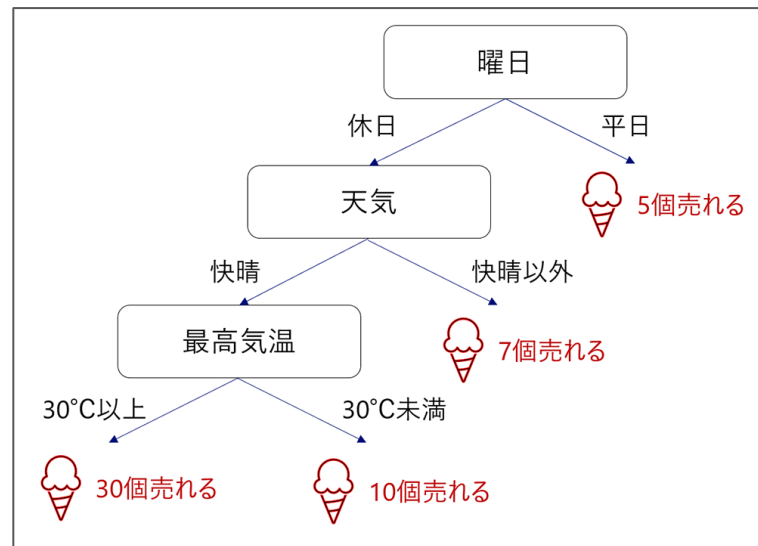 曜日
休日
平日
天気
5個売れる
快晴
快晴以外
最高気温
7個売れる
30℃以上
30℃未満
30個売れる
10個売れる